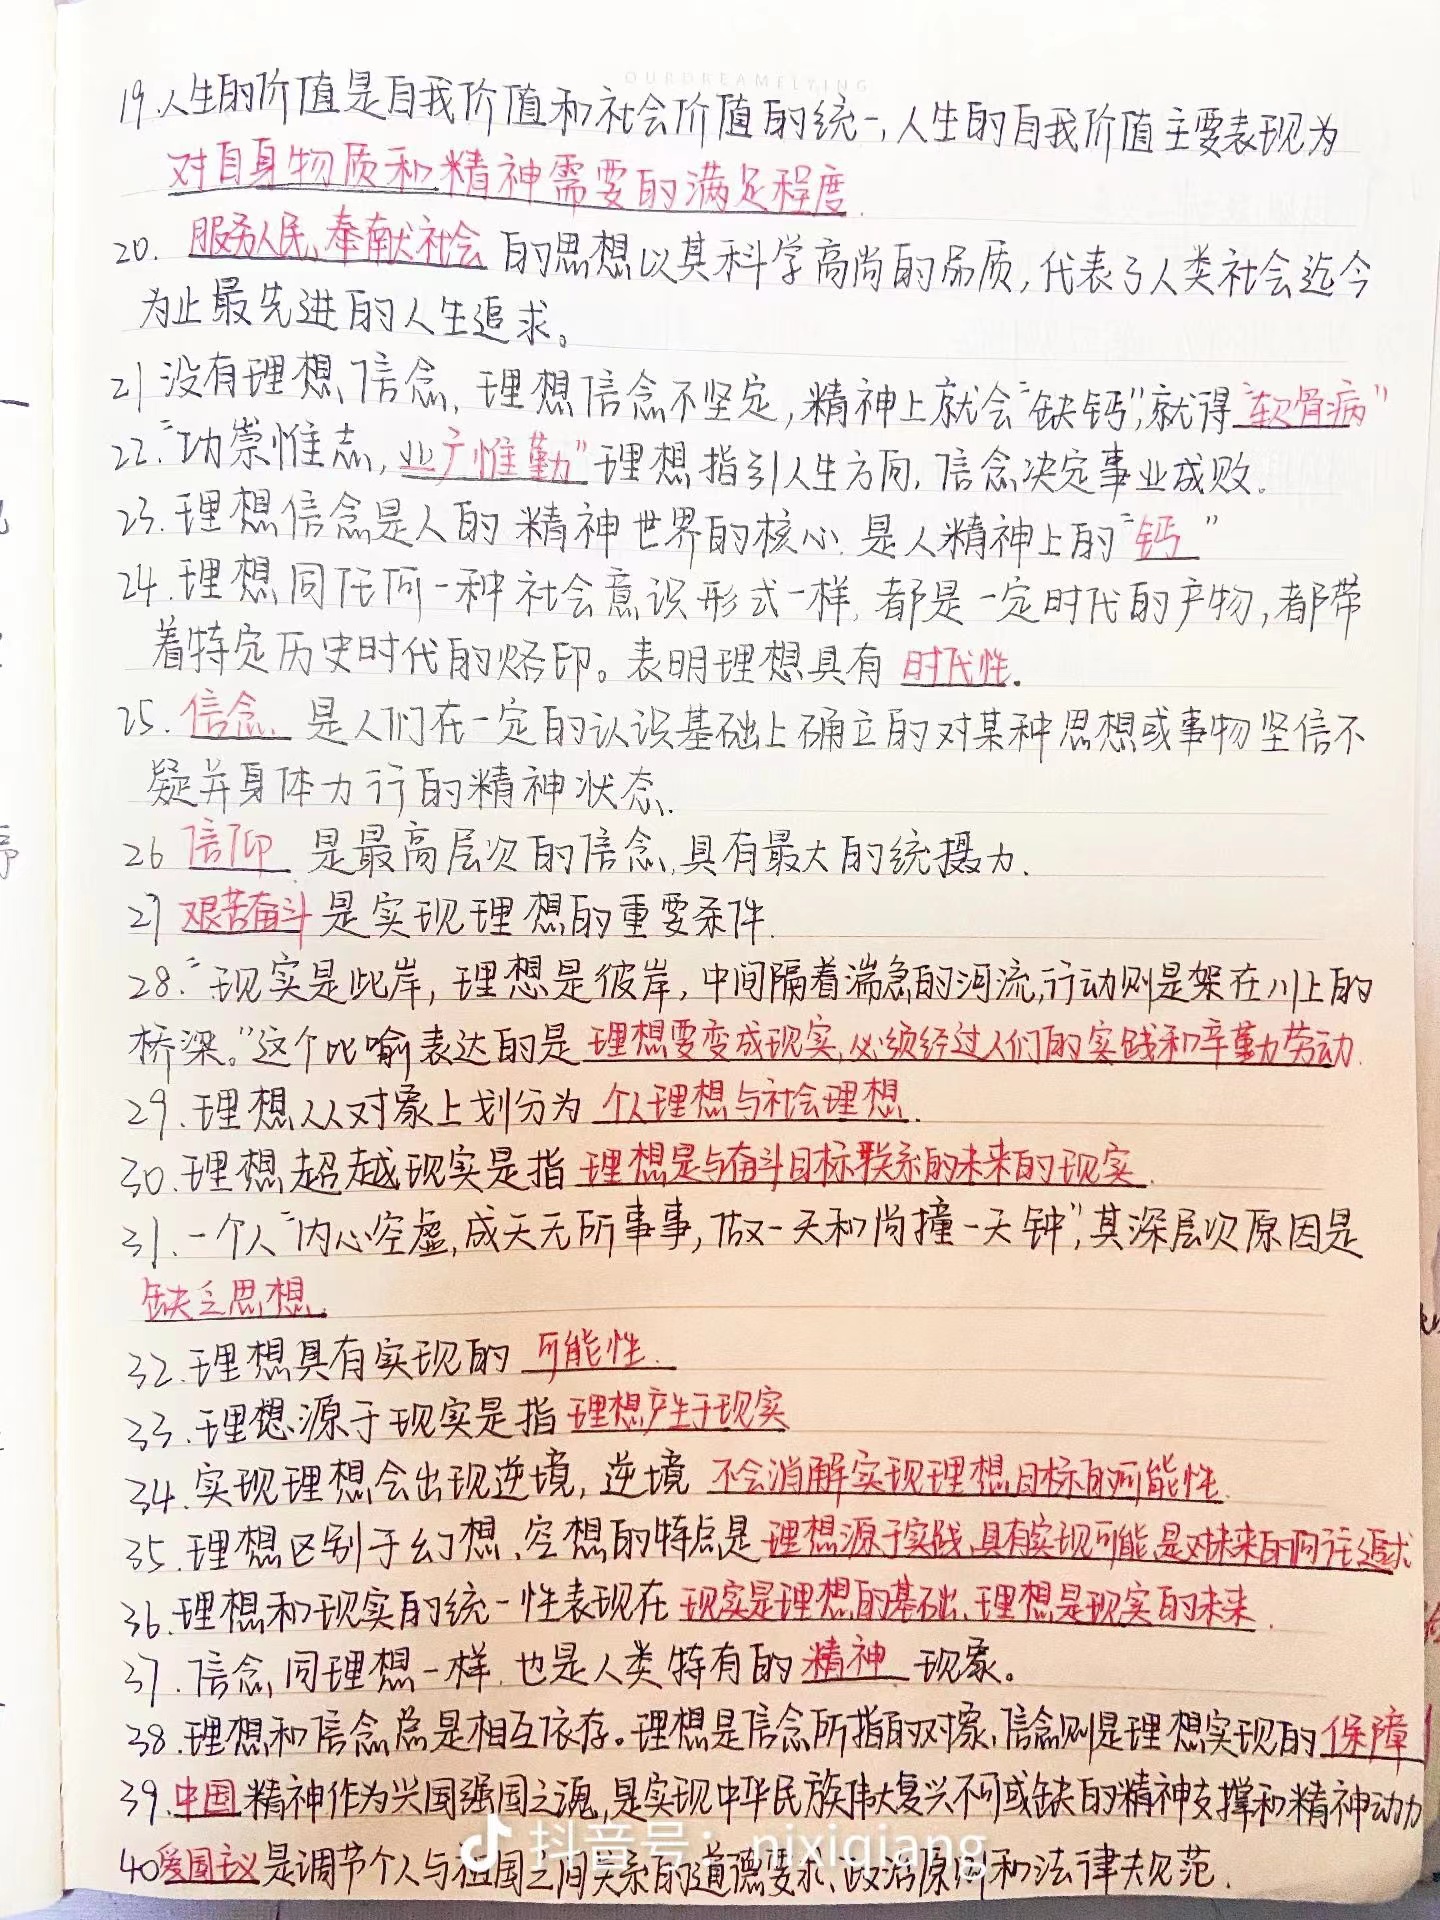 OURDREAMFLYING
19.人生的价值是自我价值和社会价值的统一,人生的自我价值主要表现为
对自身物质和精神需要的满足程度.
20. 服务人民、奉献社会 的思想以其科学高尚的品质,代表了人类社会迄今
为止最先进的人生追求。
21没有理想、信念,理想信念不坚定,精神上就会“缺钙”,就得“软骨病”
22.“功崇惟志,业广惟勤”理想指引人生方向,信念决定事业成败.
23.理想信念是人的精神世界的核心.是人精神上的“钙”
24.理想同任何一种社会意识形式一样,都是一定时代的产物,都带
着特定历史时代的烙印。表明理想具有 时代性.
25. 信念 是人们在一定的认识基础上确立的对某种思想或事物坚信不
疑并身体力行的精神状态.
26 信仰 是最高层次的信念,具有最大的统摄力.
27 艰苦奋斗 是实现理想的重要条件.
28.“现实是此岸,理想是彼岸,中间隔着湍急的河流,行动则是架在川上的
桥梁。”这个比喻表达的是 理想要变成现实,必须经过人们的实践和辛勤劳动.
29.理想从对象上划分为 个人理想与社会理想.
30.理想超越现实是指 理想是与奋斗目标联系的未来的现实.
31.一个人“内心空虚,成天无所事事,做一天和尚撞一天钟”,其深层次原因是
缺乏思想.
32.理想具有实现的 可能性.
33.理想源于现实是指 理想产生于现实
34.实现理想会出现逆境,逆境 不会消解实现理想目标的可能性.
35.理想区别于幻想、空想的特点是 理想源于实践,具有实现可能,是对未来的向往追求
36.理想和现实的统一性表现在 现实是理想的基础,理想是现实的未来.
37.信念同理想一样.也是人类特有的 精神 现象。
38.理想和信念总是相互依存。理想是信念所指的对象,信念则是理想实现的 保障
39.中国精神作为兴国强国之魂,是实现中华民族伟大复兴不可或缺的精神支撑和精神动力
40爱国主义是调节个人与祖国之间关系的道德要求、政治原则和法律规范.
抖音号:nixiqiang